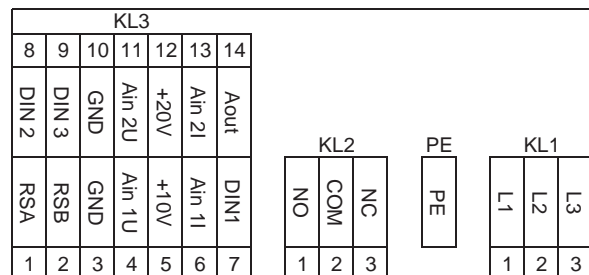 KL3
8 9 10 11 12 13 14
DIN 2 DIN 3 GND Ain 2U +20V Ain 2I Aout
KL2 PE KL1
RSA RSB GND Ain 1U +10V Ain 1I DIN1 NO COM NC PE L1 L2 L3
1 2 3 4 5 6 7 1 2 3 1 2 3